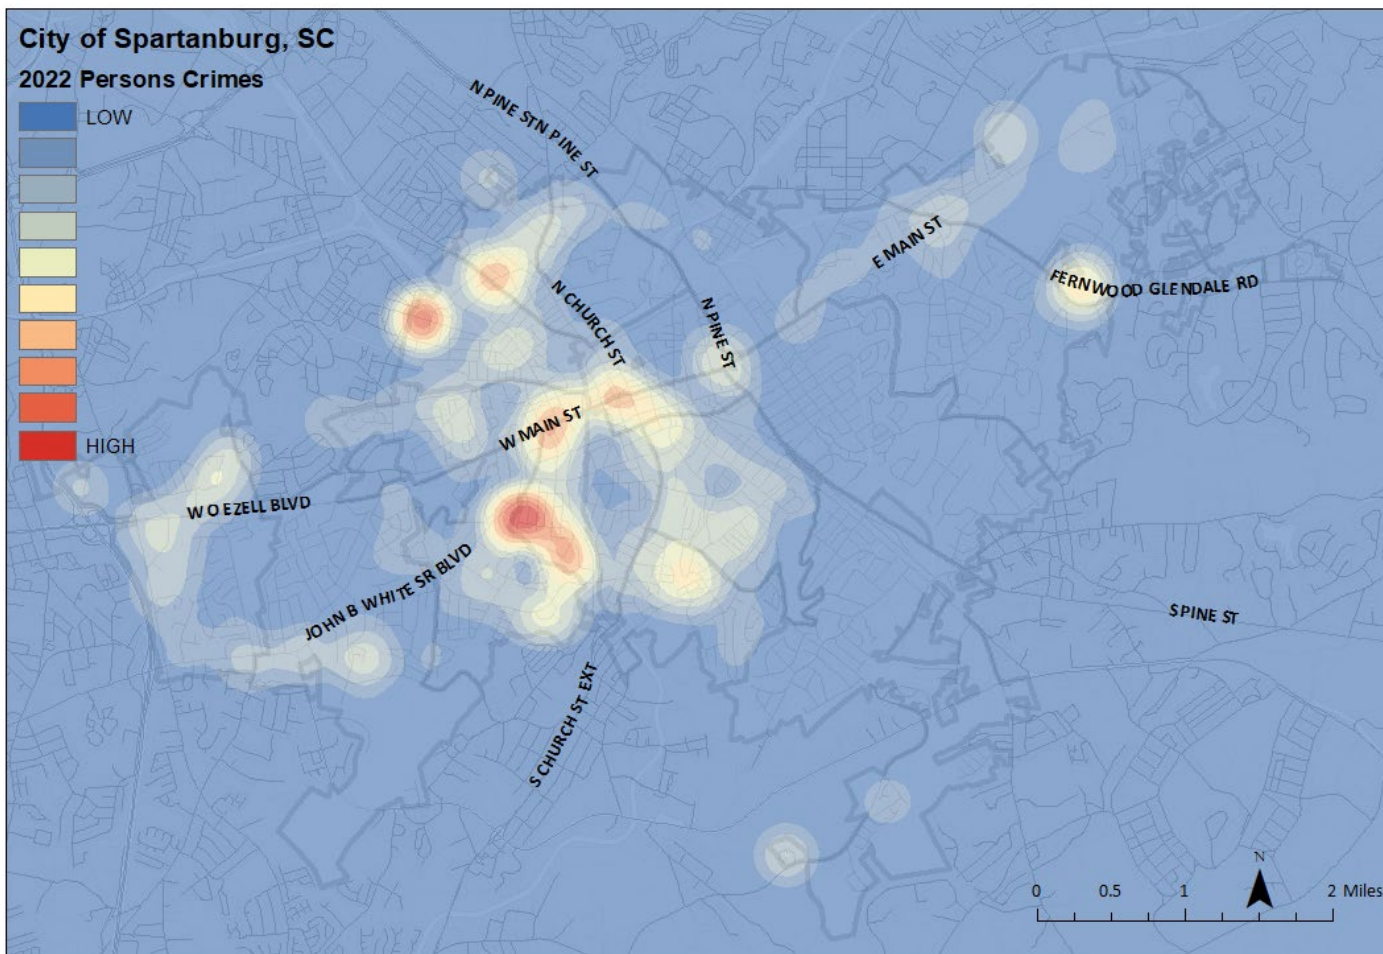 City of Spartanburg, SC
2022 Persons Crimes
LOW
HIGH
N PINE ST N PINE ST
N CHURCH ST
N PINE ST
E MAIN ST
FERNWOOD GLENDALE RD
W MAIN ST
W O EZELL BLVD
JOHN B WHITE SR BLVD
S CHURCH ST EXT
S PINE ST
N
0 0.5 1 2 Miles